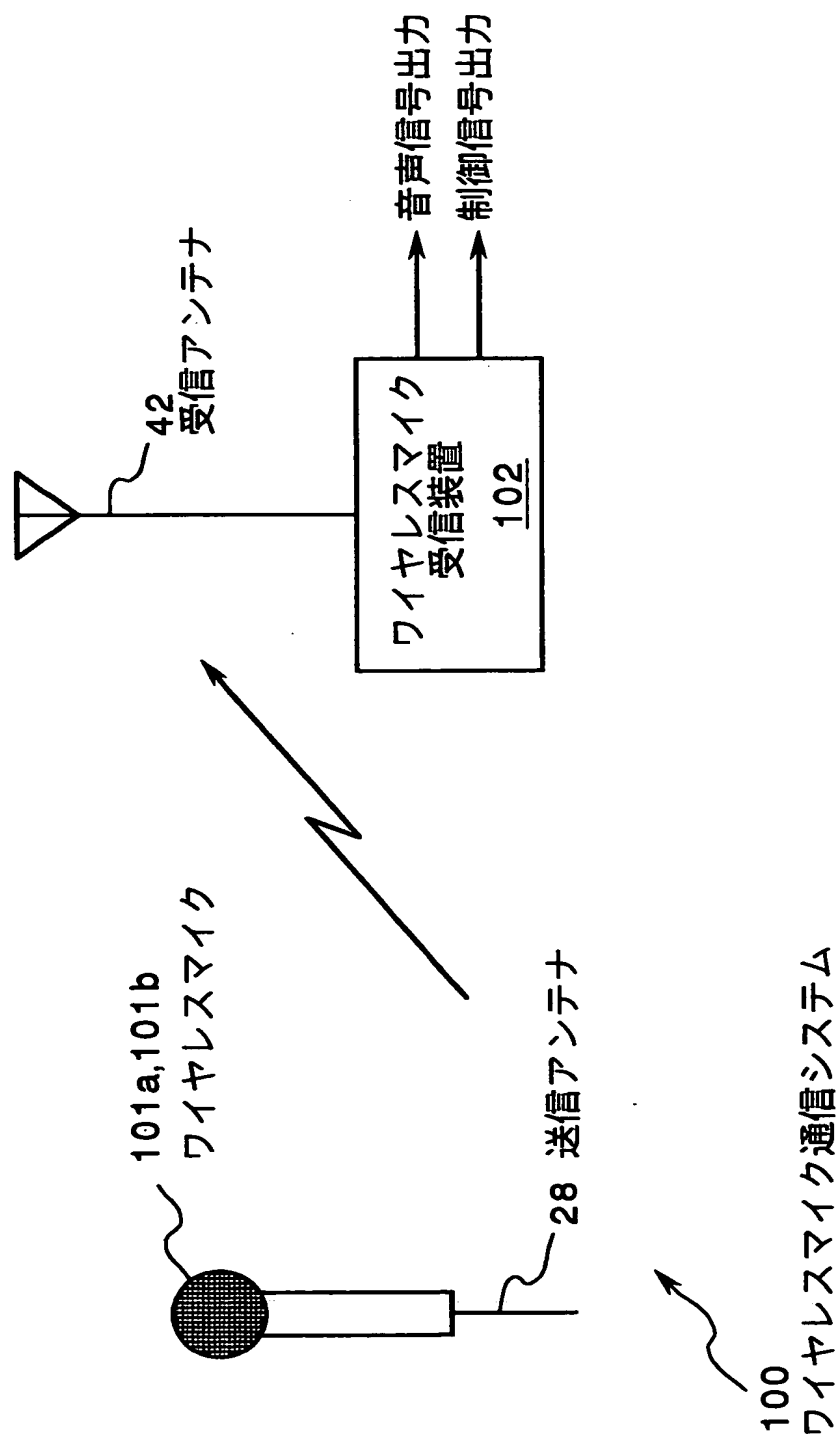 100
ワイヤレスマイク通信システム
101a,101b
ワイヤレスマイク
28 送信アンテナ
42
受信アンテナ
ワイヤレスマイク
受信装置
102
音声信号出力
制御信号出力